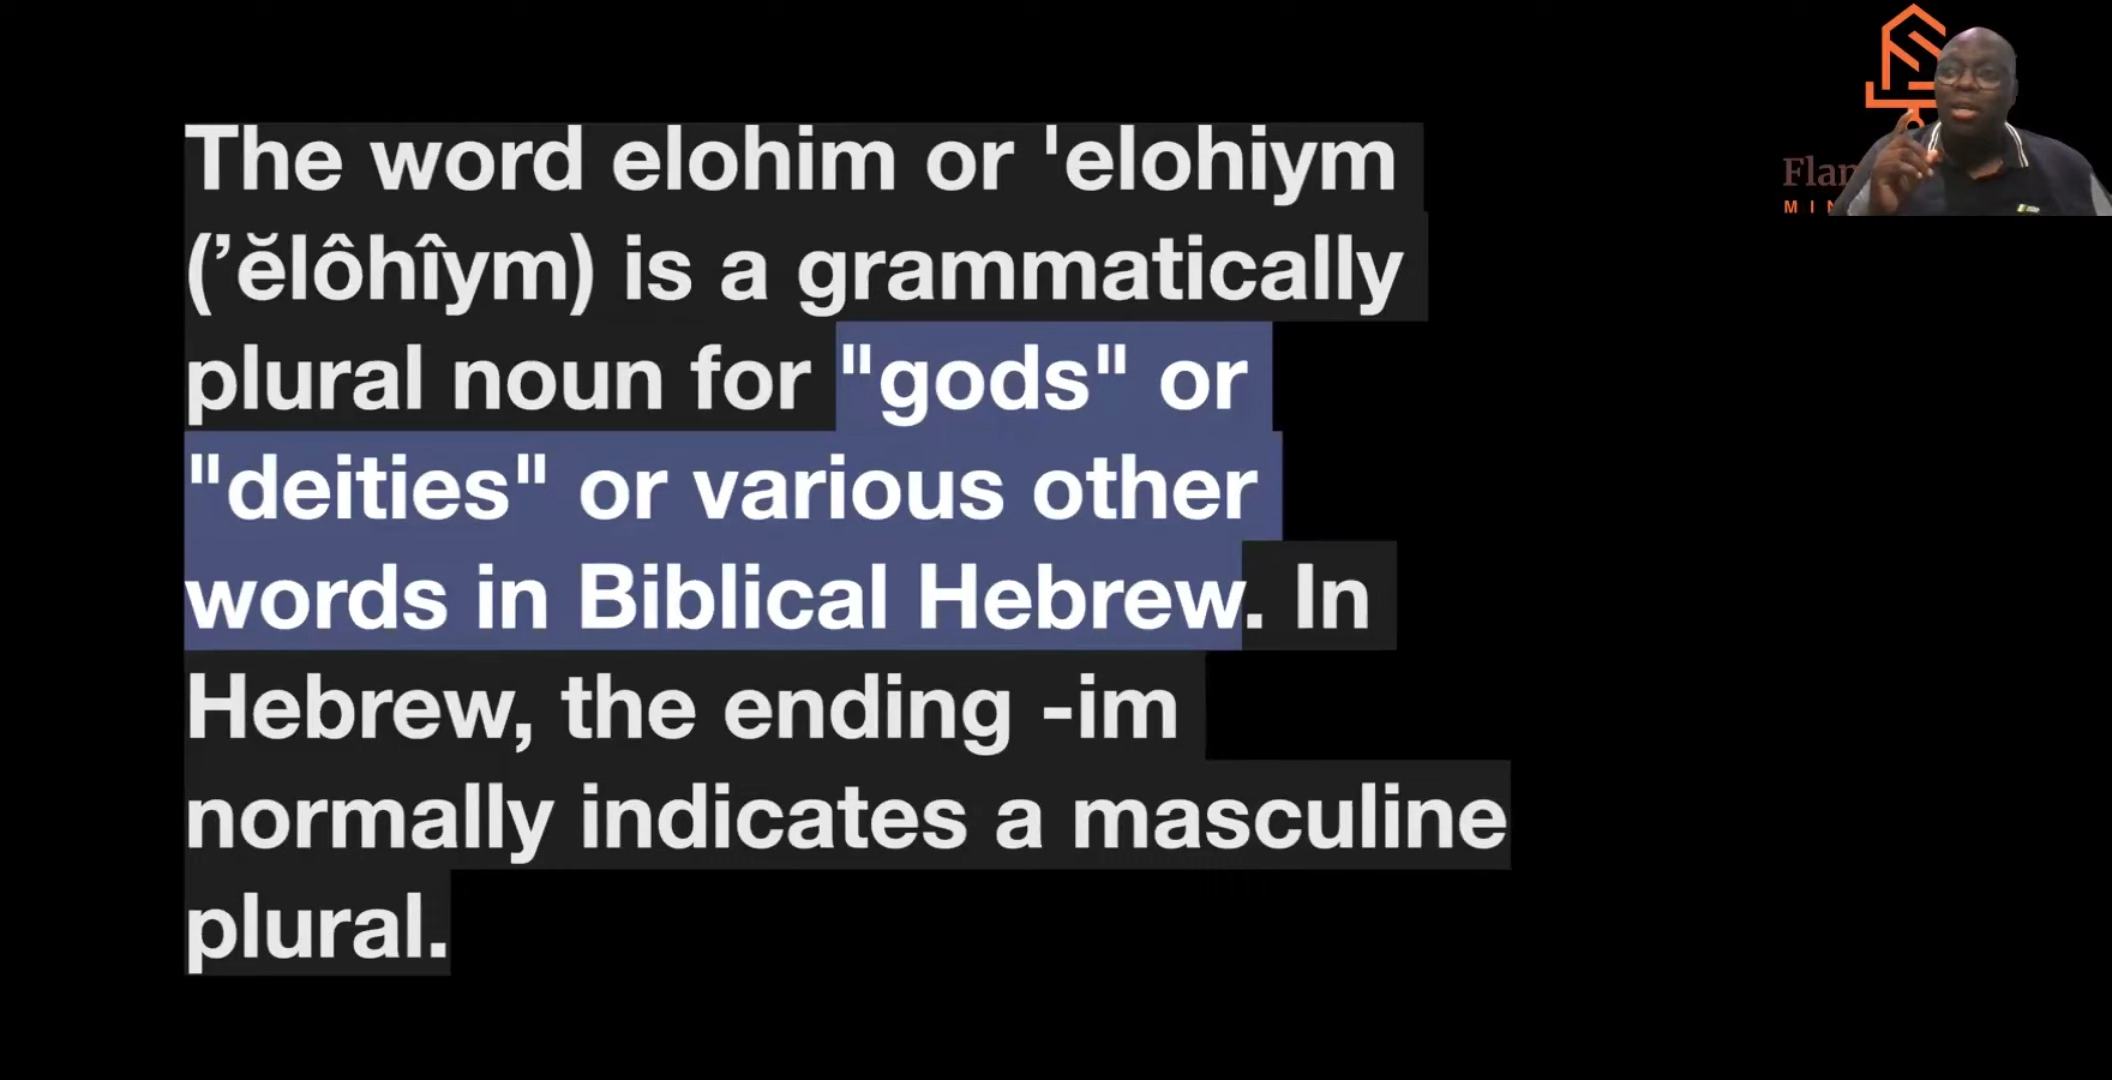 The word elohim or 'elohiym
(’ĕlôhîym) is a grammatically
plural noun for "gods" or
"deities" or various other
words in Biblical Hebrew. In
Hebrew, the ending -im
normally indicates a masculine
plural.